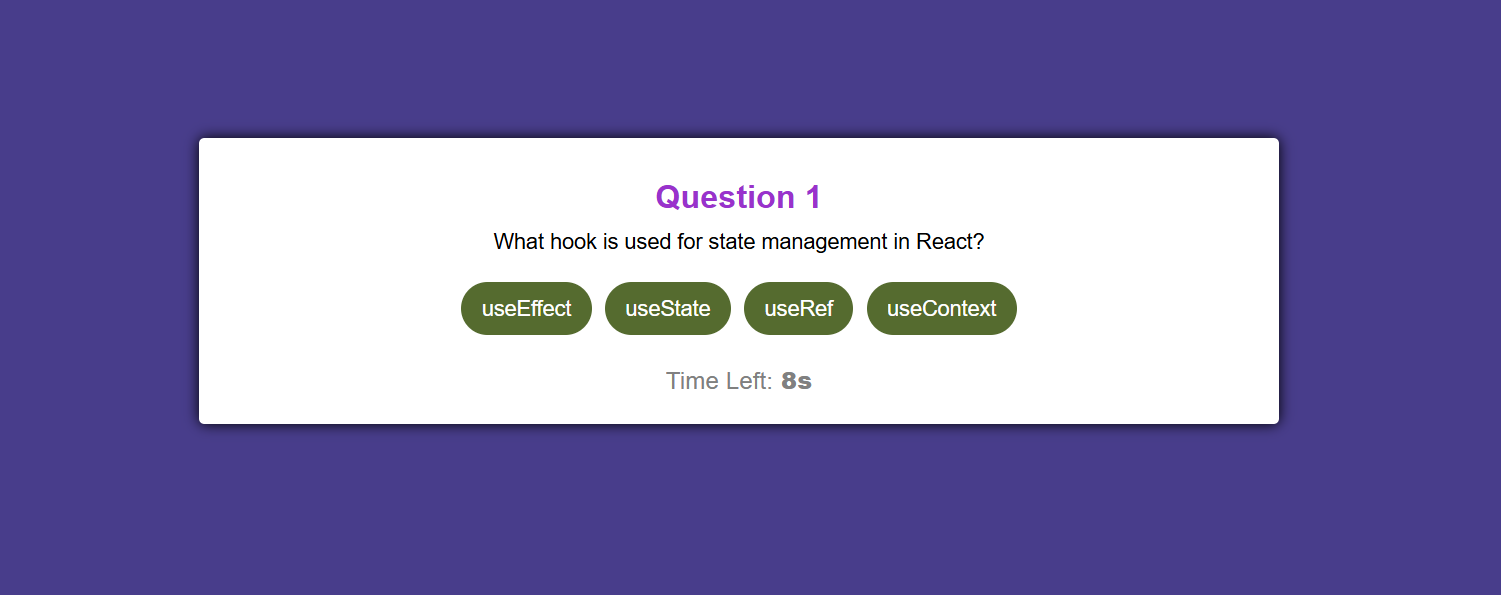 Question 1
What hook is used for state management in React?
useEffect useState useRef useContext
Time Left: 8s